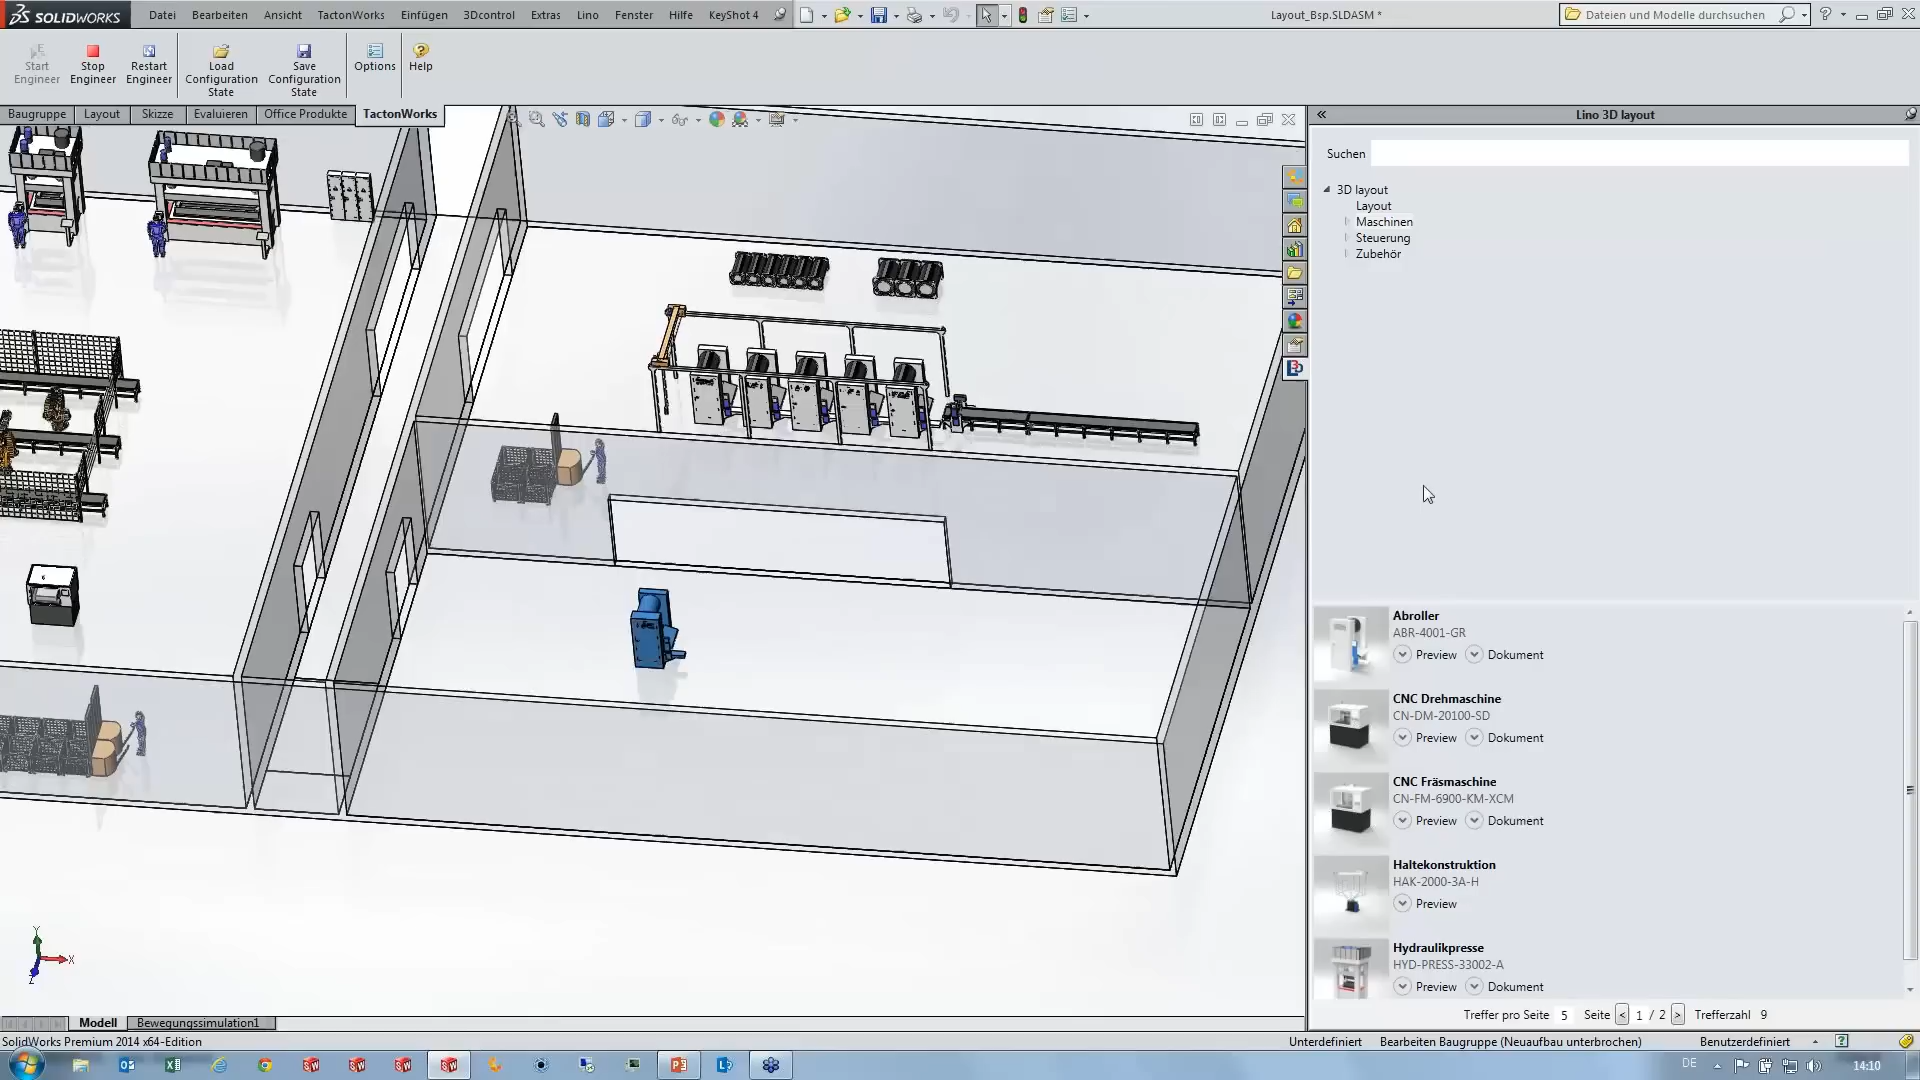 SOLIDWORKS
Datei Bearbeiten Ansicht TactonWorks Einfügen 3Dcontrol Extras Lino Fenster Hilfe KeyShot 4
Layout_Bsp.SLDASM *
Dateien und Modelle durchsuchen
Start Engineer
Stop Engineer
Restart Engineer
Load Configuration State
Save Configuration State
Options
Help
Baugruppe Layout Skizze Evaluieren Office Produkte TactonWorks
Lino 3D layout
Suchen
3D layout
Layout
Maschinen
Steuerung
Zubehör
Abroller
ABR-4001-GR
Preview Dokument
CNC Drehmaschine
CN-DM-20100-SD
Preview Dokument
CNC Fräsmaschine
CN-FM-6900-KM-XCM
Preview Dokument
Haltekonstruktion
HAK-2000-3A-H
Preview
Hydraulikpresse
HYD-PRESS-33002-A
Preview Dokument
Treffer pro Seite 5 Seite < 1 / 2 > Trefferzahl 9
Y
X
Z
Modell Bewegungssimulation1
SolidWorks Premium 2014 x64-Edition
Unterdefiniert Bearbeiten Baugruppe (Neuaufbau unterbrochen) Benutzerdefiniert
DE
14:10